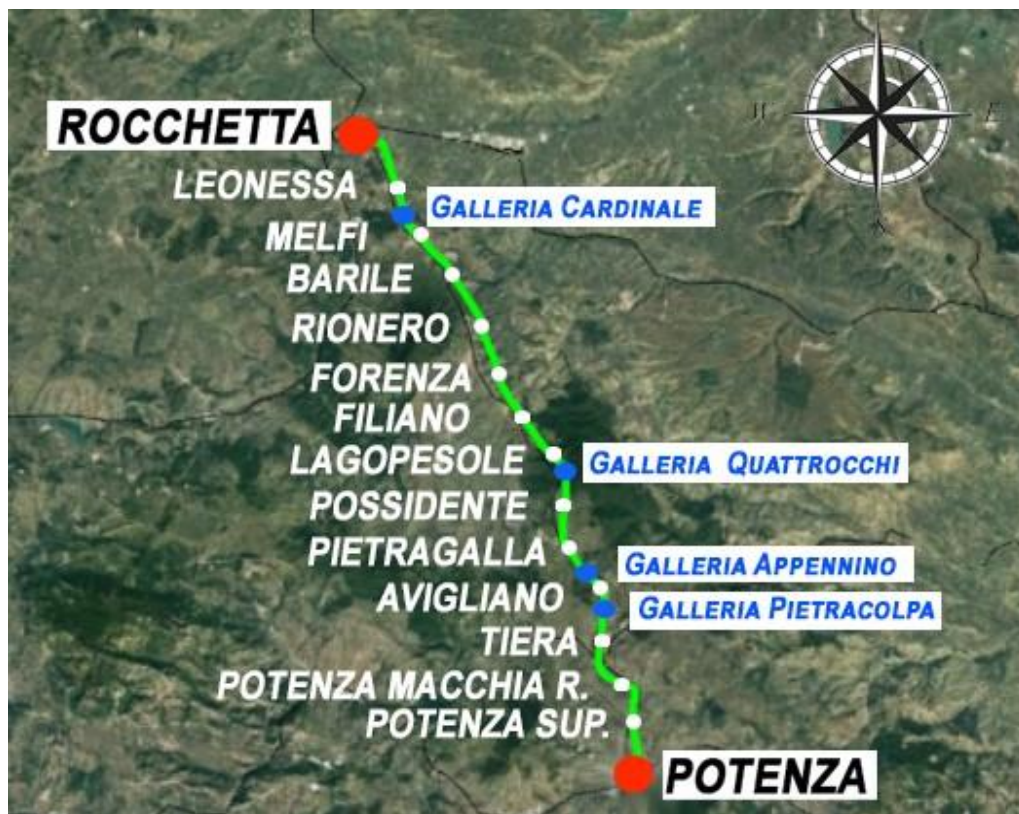 ROCCHETTA
LEONESSA
GALLERIA CARDINALE
MELFI
BARILE
RIONERO
FORENZA
FILIANO
LAGOPESOLE
GALLERIA QUATTROCCHI
POSSIDENTE
PIETRAGALLA
GALLERIA APPENNINO
AVIGLIANO
GALLERIA PIETRACOLPA
TIERA
POTENZA MACCHIA R.
POTENZA SUP.
POTENZA
W
E
S